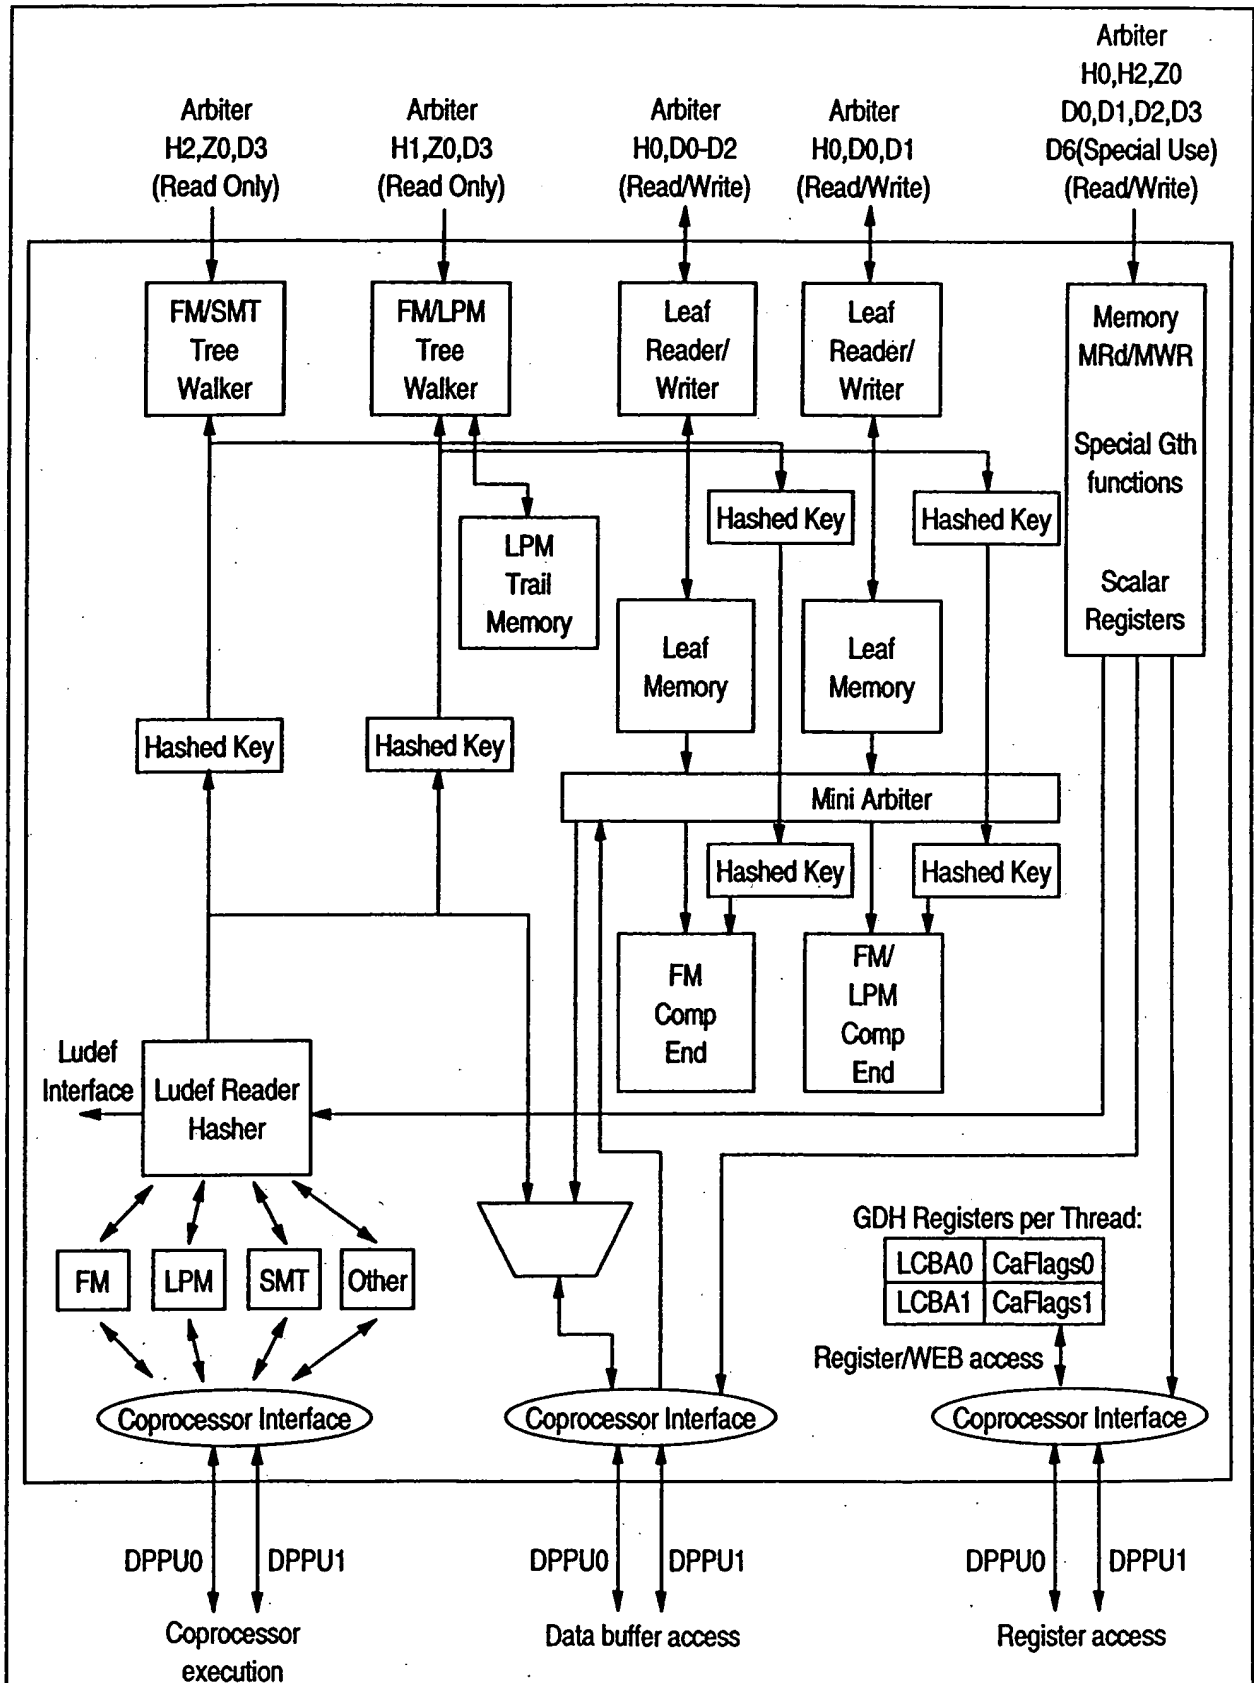 Arbiter
H2,Z0,D3
(Read Only)
Arbiter
H1,Z0,D3
(Read Only)
Arbiter
H0,D0-D2
(Read/Write)
Arbiter
H0,D0,D1
(Read/Write)
Arbiter
H0,H2,Z0
D0,D1,D2,D3
D6(Special Use)
(Read/Write)
FM/SMT
Tree
Walker
FM/LPM
Tree
Walker
Leaf
Reader/
Writer
Leaf
Reader/
Writer
Memory
MRd/MWR
Special Gth
functions
Scalar
Registers
Hashed Key
Hashed Key
LPM
Trail
Memory
Leaf
Memory
Leaf
Memory
Hashed Key
Hashed Key
Mini Arbiter
Hashed Key
Hashed Key
FM
Comp
End
FM/
LPM
Comp
End
Ludef
Interface
Ludef Reader
Hasher
FM
LPM
SMT
Other
GDH Registers per Thread:
LCBA0 CaFlags0
LCBA1 CaFlags1
Register/WEB access
Coprocessor Interface
Coprocessor Interface
Coprocessor Interface
DPPU0
DPPU1
DPPU0
DPPU1
DPPU0
DPPU1
Coprocessor
execution
Data buffer access
Register access